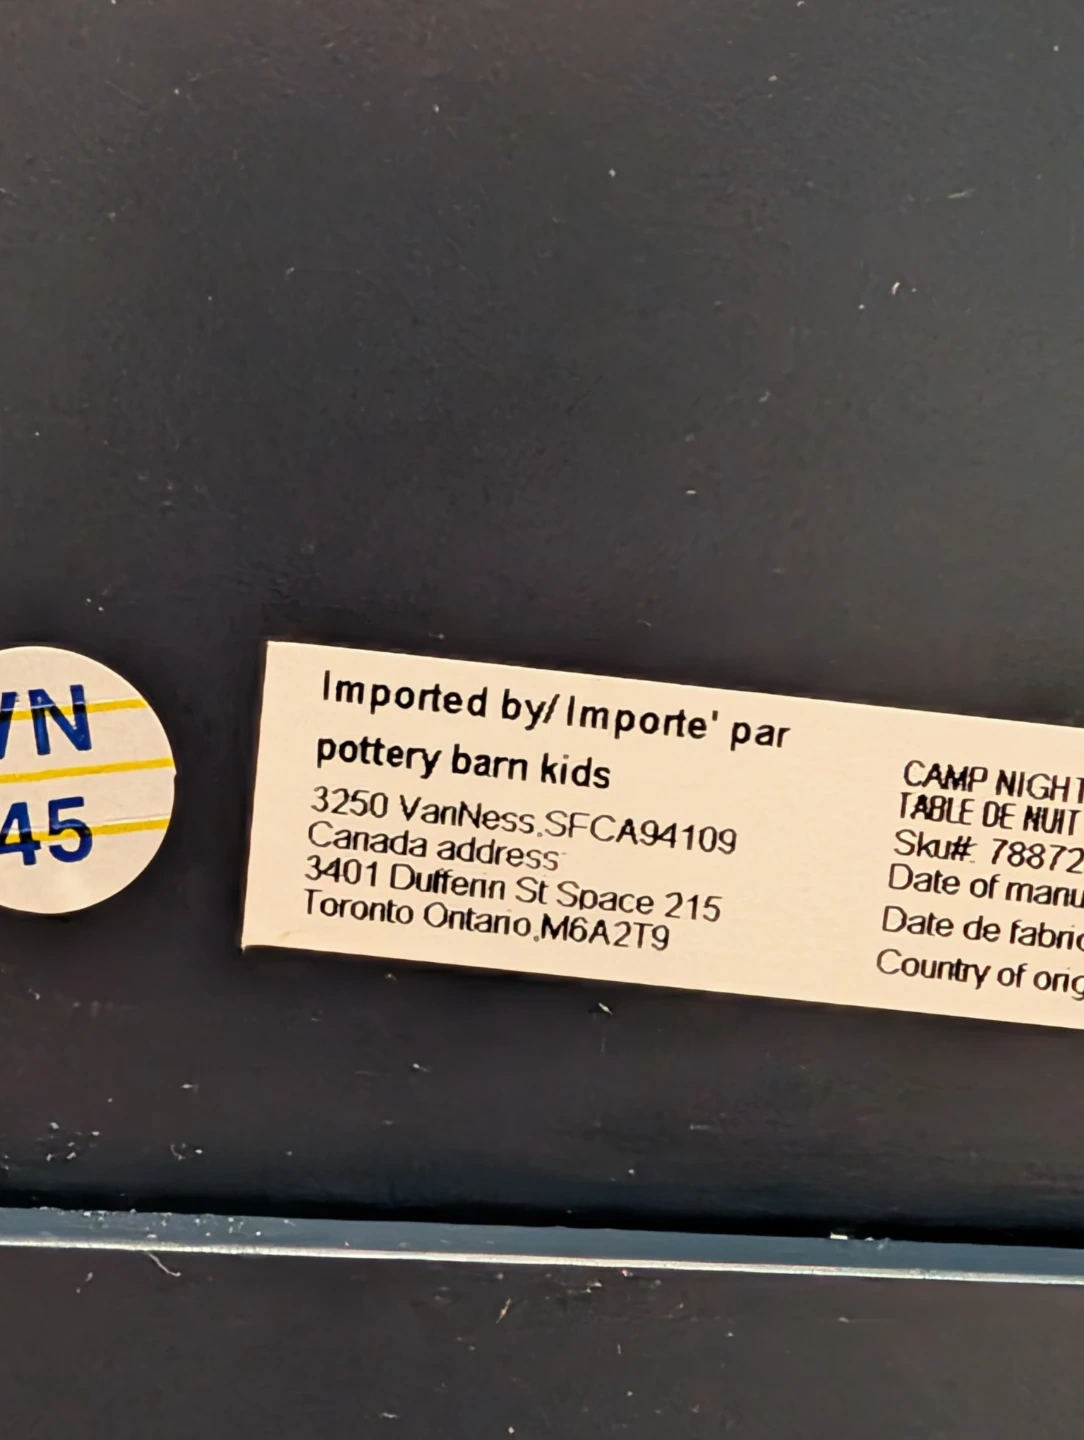 VN
45
Imported by/Importe' par
pottery barn kids
3250 VanNess,SFCA94109
Canada address
3401 Dufferin St Space 215
Toronto Ontario,M6A2T9
CAMP NIGHT
TABLE DE NUIT
Sku#: 78872
Date of manu
Date de fabric
Country of orig